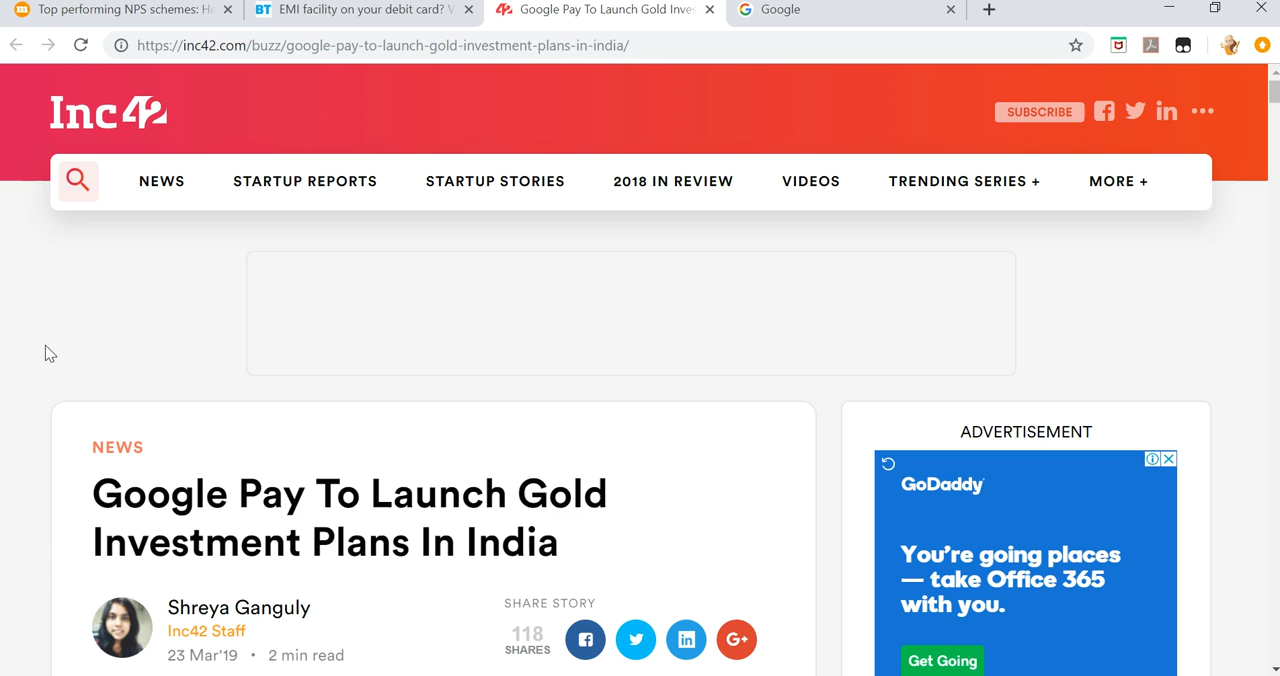 Top performing NPS schemes: He
EMI facility on your debit card? V
Google Pay To Launch Gold Inves
Google
https://inc42.com/buzz/google-pay-to-launch-gold-investment-plans-in-india/
Inc42
SUBSCRIBE
NEWS
STARTUP REPORTS
STARTUP STORIES
2018 IN REVIEW
VIDEOS
TRENDING SERIES +
MORE +
NEWS
Google Pay To Launch Gold
Investment Plans In India
Shreya Ganguly
Inc42 Staff
23 Mar'19 • 2 min read
SHARE STORY
118
SHARES
ADVERTISEMENT
GoDaddy
You're going places
— take Office 365
with you.
Get Going